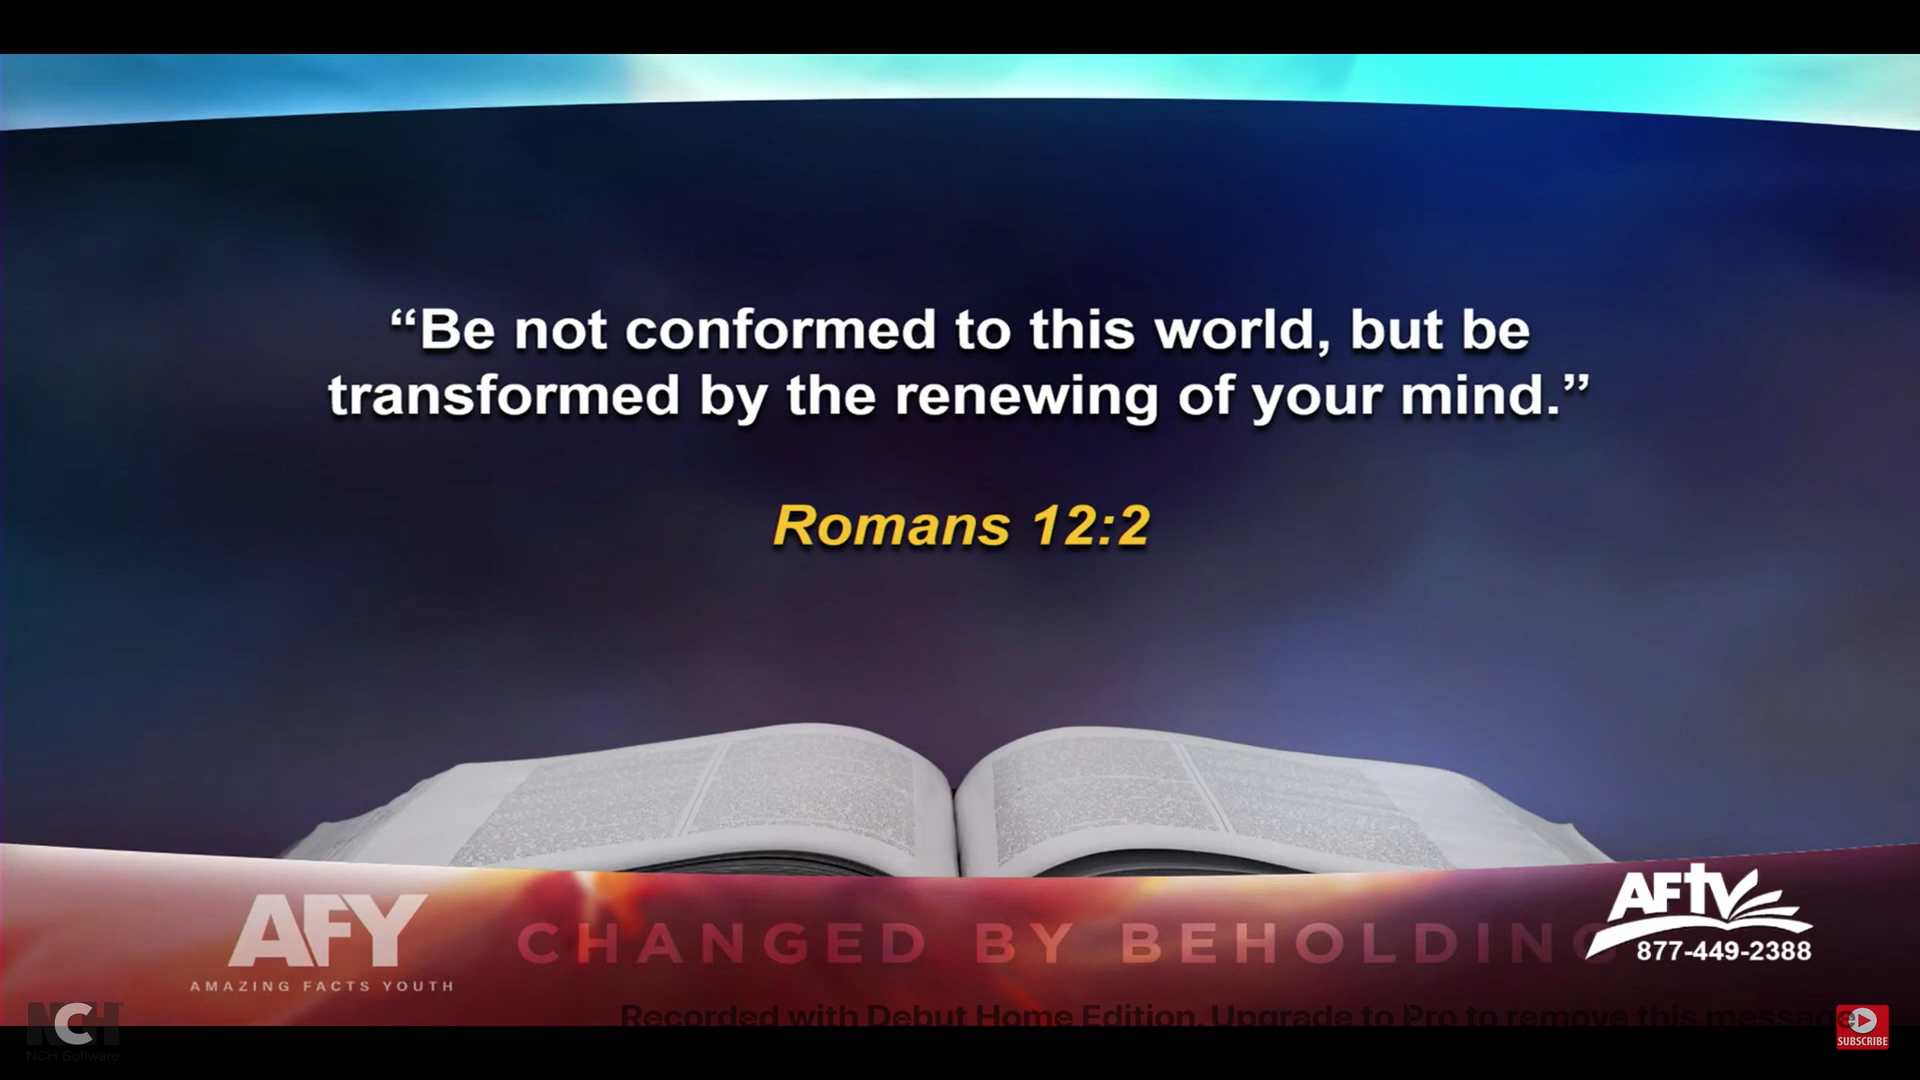 “Be not conformed to this world, but be
transformed by the renewing of your mind.”
Romans 12:2
AFY
AMAZING FACTS YOUTH
CHANGED BY BEHOLDING
AFTV
877-449-2388
NCH
NCH Software
Recorded with Debut Home Edition. Upgrade to Pro to remove this message
SUBSCRIBE